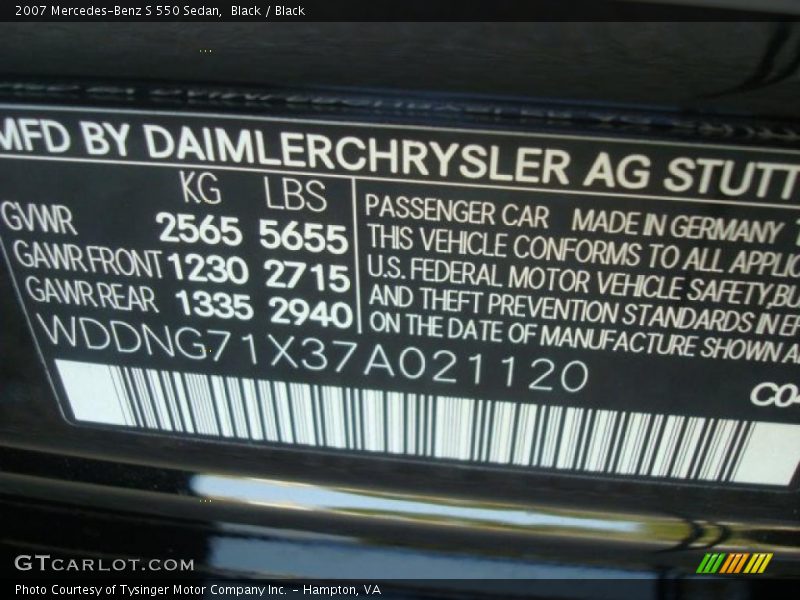 2007 Mercedes-Benz S 550 Sedan, Black / Black
MFD BY DAIMLERCHRYSLER AG STUTT
KG LBS
GVWR 2565 5655
GAWR FRONT 1230 2715
GAWR REAR 1335 2940
PASSENGER CAR MADE IN GERMANY
THIS VEHICLE CONFORMS TO ALL APPLIC
U.S. FEDERAL MOTOR VEHICLE SAFETY,BU
AND THEFT PREVENTION STANDARDS IN EF
ON THE DATE OF MANUFACTURE SHOWN A
WDDNG71X37A021120
CO
GTCARLOT.COM
Photo Courtesy of Tysinger Motor Company Inc. - Hampton, VA